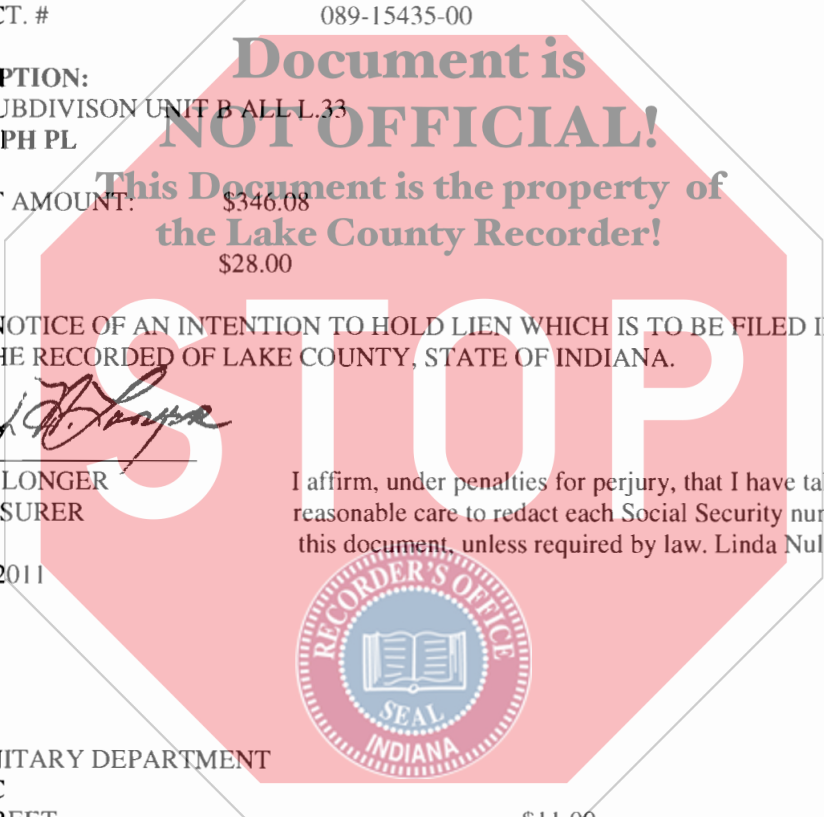 CT. # 089-15435-00
Document is
PTION:
UBDIVISON UNIT B ALL L.33
NOT OFFICIAL!
PH PL
This Document is the property of
AMOUNT: $346.08
the Lake County Recorder!
$28.00
NOTICE OF AN INTENTION TO HOLD LIEN WHICH IS TO BE FILED I
HE RECORDED OF LAKE COUNTY, STATE OF INDIANA.
STOP
LONGER
SURER
I affirm, under penalties for perjury, that I have ta
reasonable care to redact each Social Security nu
this document, unless required by law. Linda Nul
2011
RECORDER'S OFFICE
SEAL
INDIANA
NITARY DEPARTMENT
C
REET $11.00